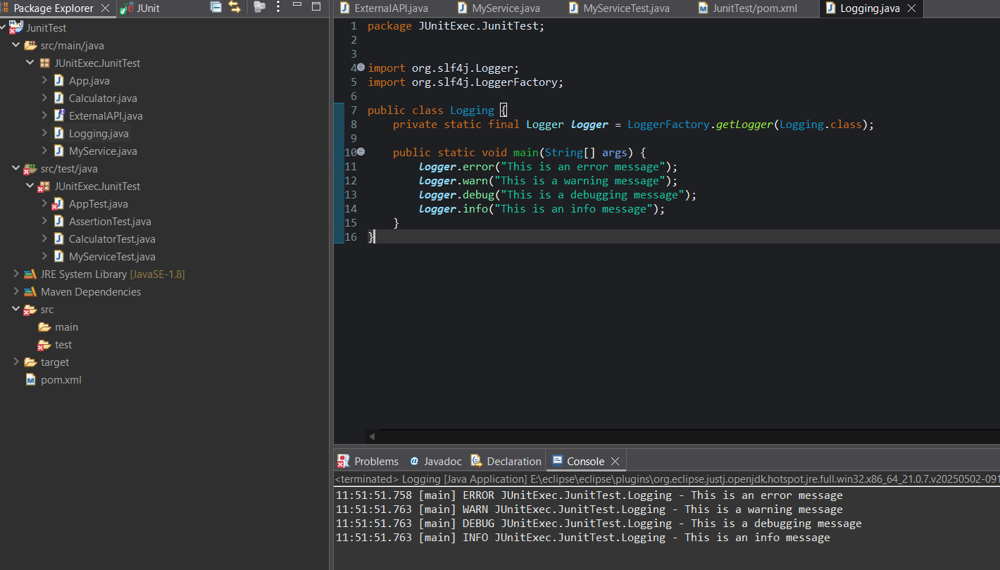 Package Explorer
JUnit
JunitTest
src/main/java
JUnitExec.JunitTest
App.java
Calculator.java
ExternalAPI.java
Logging.java
MyService.java
src/test/java
JUnitExec.JunitTest
AppTest.java
AssertionTest.java
CalculatorTest.java
MyServiceTest.java
JRE System Library [JavaSE-1.8]
Maven Dependencies
src
main
test
target
pom.xml
ExternalAPI.java
MyService.java
MyServiceTest.java
JunitTest/pom.xml
Logging.java
1 package JUnitExec.JunitTest;
2
3
4 import org.slf4j.Logger;
5 import org.slf4j.LoggerFactory;
6
7 public class Logging {
8 private static final Logger logger = LoggerFactory.getLogger(Logging.class);
9
10 public static void main(String[] args) {
11 logger.error("This is an error message");
12 logger.warn("This is a warning message");
13 logger.debug("This is a debugging message");
14 logger.info("This is an info message");
15 }
16 }
Problems
@ Javadoc
Declaration
Console
<terminated> Logging [Java Application] E:\eclipse\eclipse\plugins\org.eclipse.justj.openjdk.hotspot.jre.full.win32.x86_64_21.0.7.v20250502-091
11:51:51.758 [main] ERROR JUnitExec.JunitTest.Logging - This is an error message
11:51:51.763 [main] WARN JUnitExec.JunitTest.Logging - This is a warning message
11:51:51.763 [main] DEBUG JUnitExec.JunitTest.Logging - This is a debugging message
11:51:51.763 [main] INFO JUnitExec.JunitTest.Logging - This is an info message